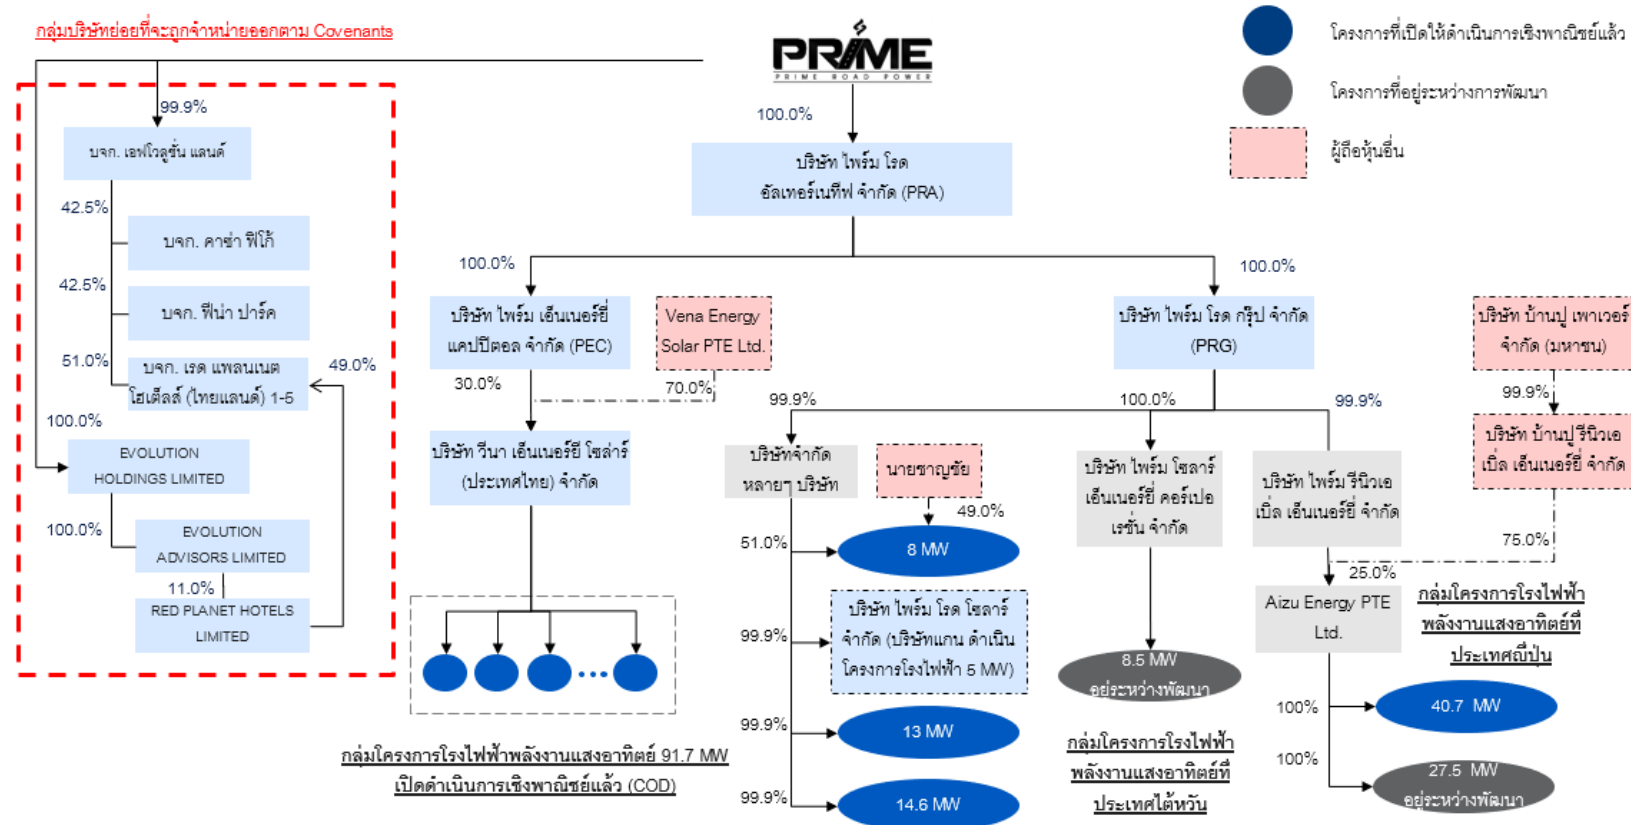 กลุ่มบริษัทย่อยที่จะถูกจำหน่ายออกตาม Covenants
PRIME
PRIME ROAD POWER
โครงการที่เปิดให้ดำเนินการเชิงพาณิชย์แล้ว
โครงการที่อยู่ระหว่างการพัฒนา
ผู้ถือหุ้นอื่น
99.9%
บจก. เอฟโวลูชั่น แลนด์
42.5%
บจก. คาซ่า ฟิโก้
42.5%
บจก. ฟีน่า ปาร์ค
51.0%
บจก. เรด แพลนเนต
โฮเต็ลส์ (ไทยแลนด์) 1-5
49.0%
100.0%
EVOLUTION
HOLDINGS LIMITED
100.0%
EVOLUTION
ADVISORS LIMITED
11.0%
RED PLANET HOTELS
LIMITED
100.0%
บริษัท ไพร์ม โรด
อัลเทอร์เนทีฟ จำกัด (PRA)
100.0%
100.0%
บริษัท ไพร์ม เอ็นเนอร์ยี่
แคปปิตอล จำกัด (PEC)
Vena Energy
Solar PTE Ltd.
30.0%
70.0%
บริษัท วีนา เอ็นเนอร์ยี โซล่าร์
(ประเทศไทย) จำกัด
กลุ่มโครงการโรงไฟฟ้าพลังงานแสงอาทิตย์ 91.7 MW
เปิดดำเนินการเชิงพาณิชย์แล้ว (COD)
บริษัท ไพร์ม โรด กรุ๊ป จำกัด
(PRG)
99.9%
100.0%
99.9%
บริษัทจำกัด
หลายๆ บริษัท
นายชาญชัย
49.0%
51.0%
8 MW
99.9%
บริษัท ไพร์ม โรด โซลาร์
จำกัด (บริษัทแกน ดำเนิน
โครงการโรงไฟฟ้า 5 MW)
99.9%
13 MW
99.9%
14.6 MW
บริษัท ไพร์ม โซลาร์
เอ็นเนอร์ยี่ คอร์เปอ
เรชั่น จำกัด
8.5 MW
อยู่ระหว่างพัฒนา
กลุ่มโครงการโรงไฟฟ้า
พลังงานแสงอาทิตย์ที่
ประเทศไต้หวัน
บริษัท ไพร์ม รีนิวเอ
เบิ่ล เอ็นเนอร์ยี่ จำกัด
บริษัท บ้านปู เพาเวอร์
จำกัด (มหาชน)
99.9%
บริษัท บ้านปู รีนิวเอ
เบิ่ล เอ็นเนอร์ยี่ จำกัด
75.0%
25.0%
Aizu Energy PTE
Ltd.
กลุ่มโครงการโรงไฟฟ้า
พลังงานแสงอาทิตย์ที่
ประเทศญี่ปุ่น
100%
40.7 MW
100%
27.5 MW
อยู่ระหว่างพัฒนา